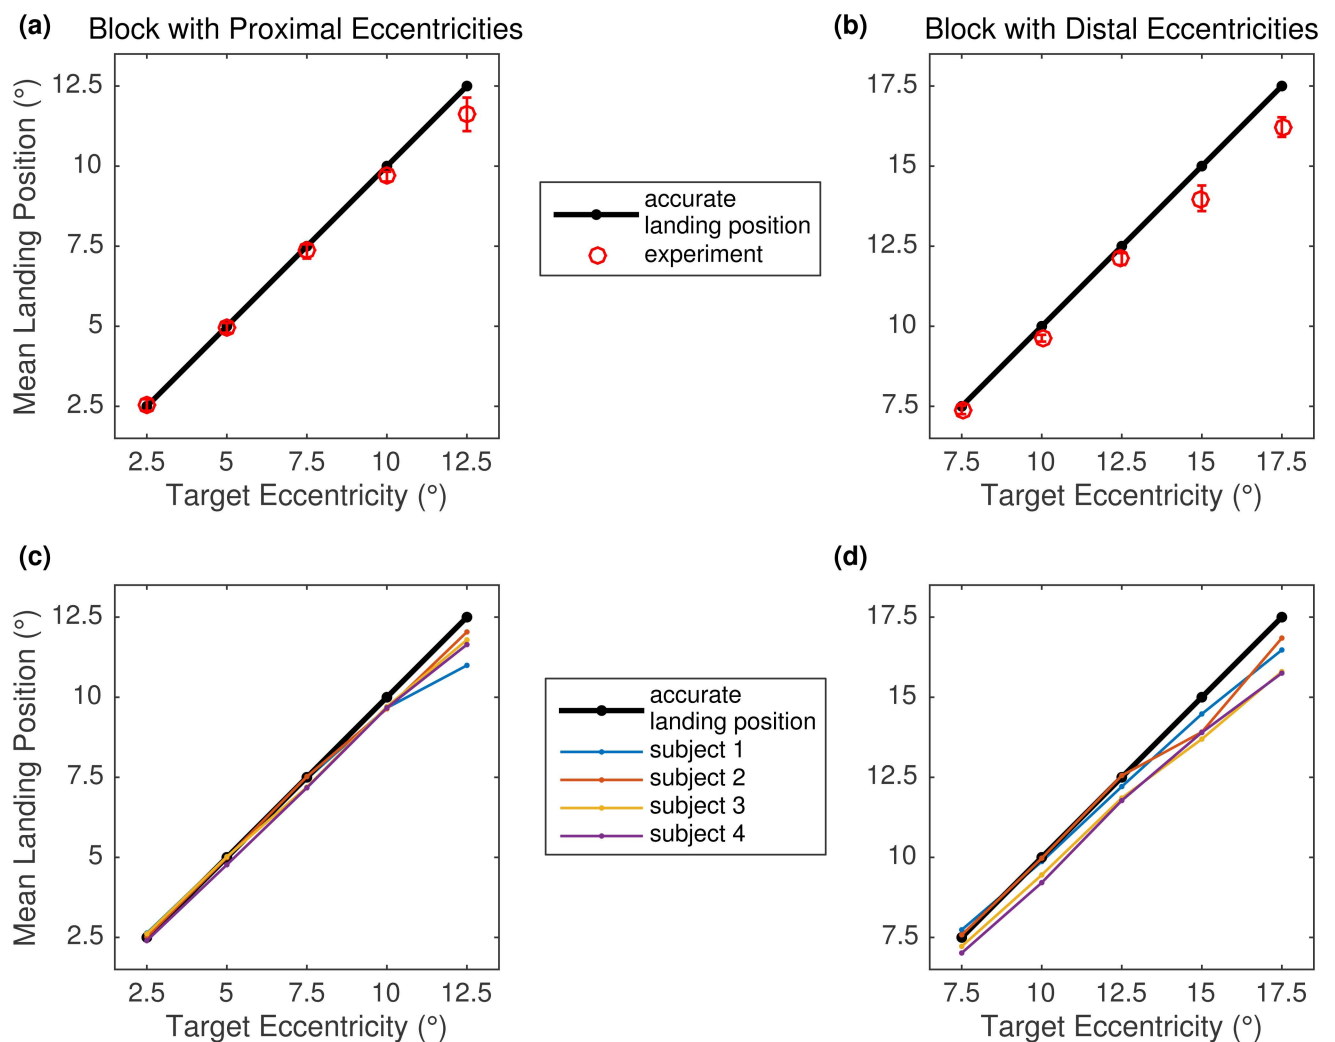 (a) Block with Proximal Eccentricities
(b) Block with Distal Eccentricities
Mean Landing Position (°)
12.5
10
7.5
5
2.5
2.5 5 7.5 10 12.5
Target Eccentricity (°)
accurate
landing position
experiment
17.5
15
12.5
10
7.5
7.5 10 12.5 15 17.5
Target Eccentricity (°)
(c)
(d)
Mean Landing Position (°)
12.5
10
7.5
5
2.5
2.5 5 7.5 10 12.5
Target Eccentricity (°)
accurate
landing position
subject 1
subject 2
subject 3
subject 4
17.5
15
12.5
10
7.5
7.5 10 12.5 15 17.5
Target Eccentricity (°)